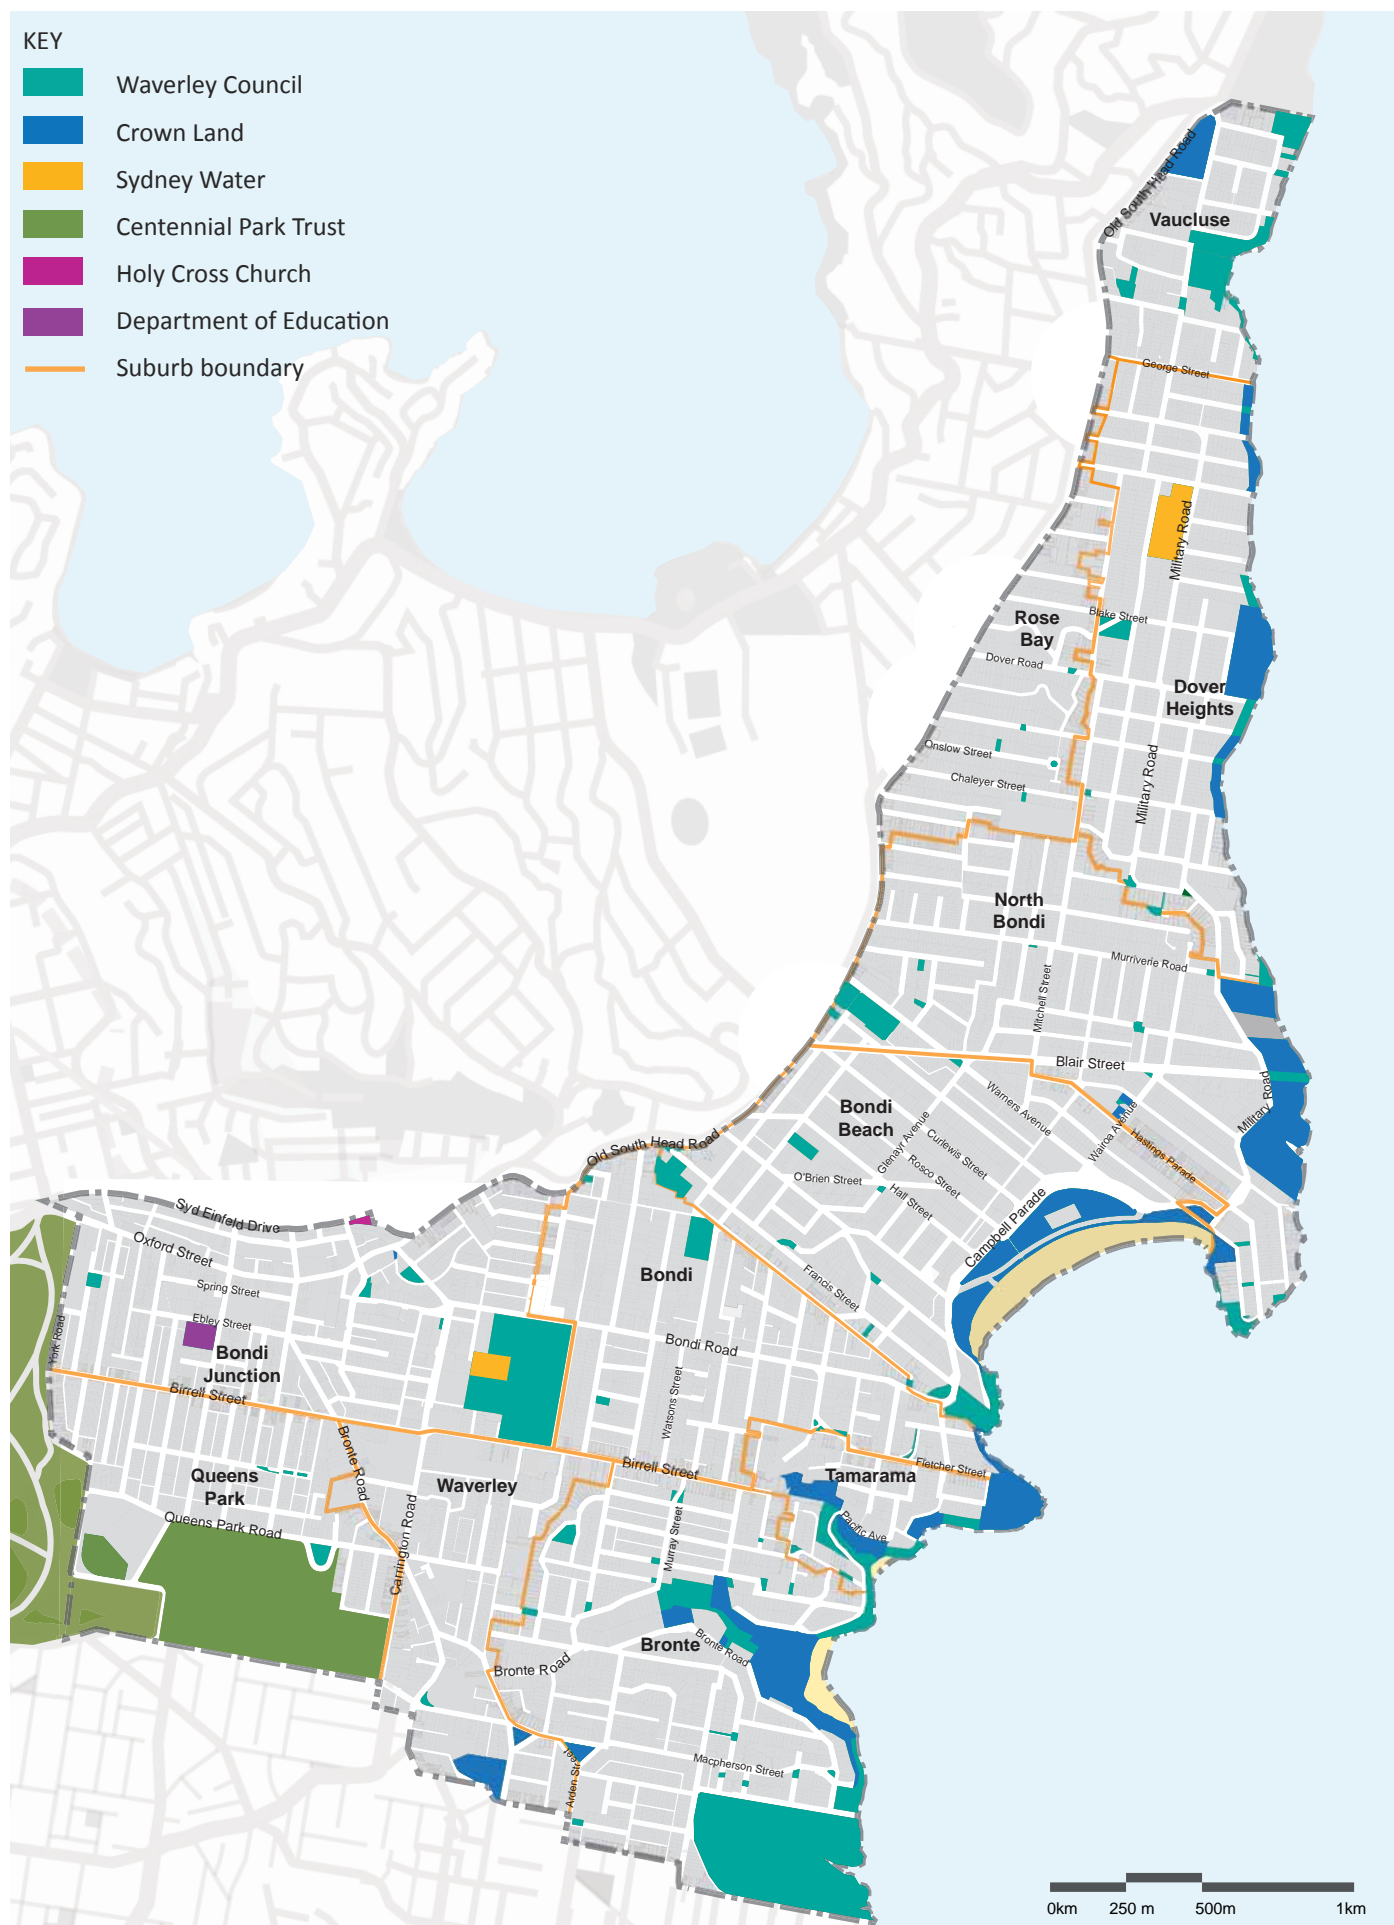 KEY
Waverley Council
Crown Land
Sydney Water
Centennial Park Trust
Holy Cross Church
Department of Education
Suburb boundary
Old South Head Road
Vaucluse
George Street
Military Road
Blake Street
Rose
Bay
Dover Road
Dover
Heights
Onslow Street
Military Road
Chaleyer Street
North
Bondi
Murriverie Road
Mitchell Street
Blair Street
Military Road
Bondi
Beach
Warners Avenue
Wairoa Avenue
Glenayr Avenue
Curlewis Street
Hastings Parade
Old South Head Road
Rosco Street
O'Brien Street
Hall Street
Campbell Parade
Syd Einfeld Drive
Oxford Street
Spring Street
Bondi
Francis Street
Ebley Street
York Road
Bondi
Junction
Bondi Road
Birrell Street
Watsons Street
Bronte Road
Birrell Street
Fletcher Street
Queens
Park
Waverley
Tamarama
Queens Park Road
Carrington Road
Murray Street
Pacific Ave
Bronte
Bronte Road
Bronte Road
Macpherson Street
Arden Street
0km
250 m
500m
1km